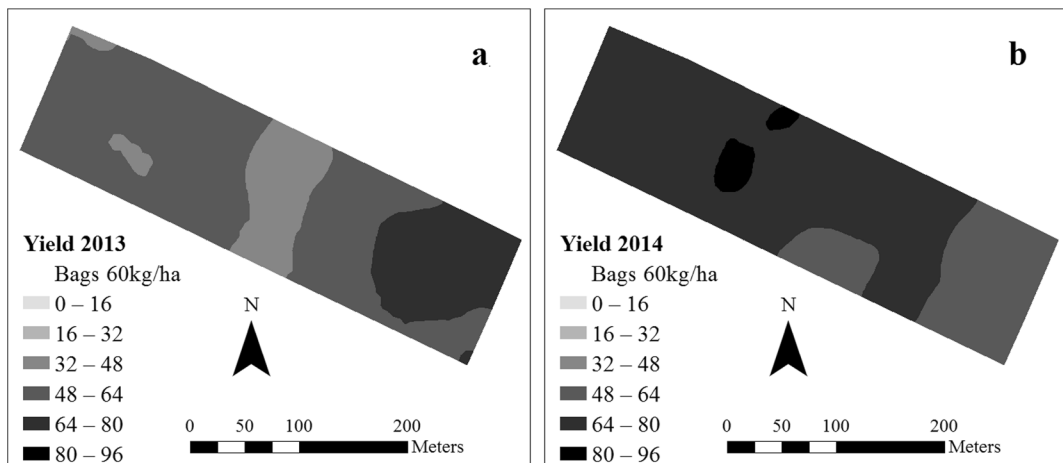 a
Yield 2013
Bags 60kg/ha
0 – 16
16 – 32
32 – 48
48 – 64
64 – 80
80 – 96
N
0 50 100 200
Meters
b
Yield 2014
Bags 60kg/ha
0 – 16
16 – 32
32 – 48
48 – 64
64 – 80
80 – 96
N
0 50 100 200
Meters